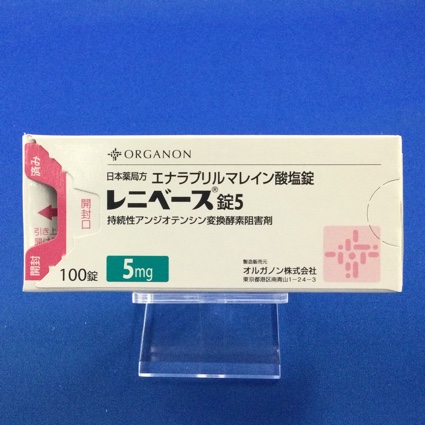 ORGANON
日本薬局方 エナラプリルマレイン酸塩錠
レニベース®錠5
持続性アンジオテンシン変換酵素阻害剤
100錠
5mg
製造販売元
オルガノン株式会社
東京都港区南青山1-24-3
開封口
済み
引き上
開封